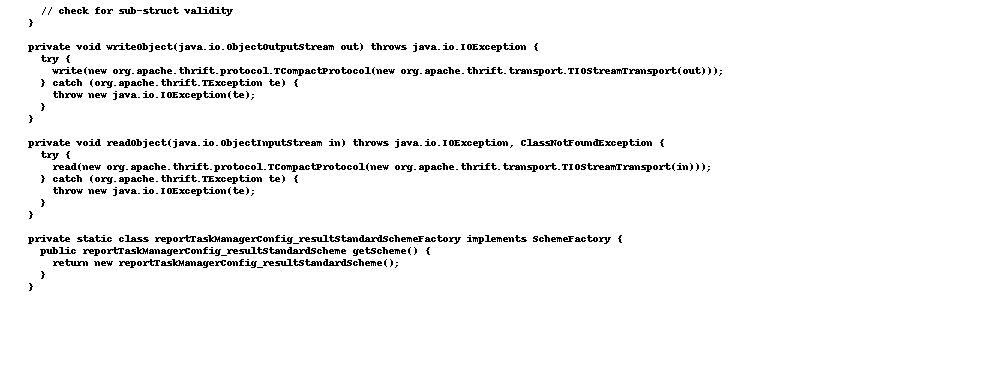 // check for sub-struct validity
}
private void writeObject(java.io.ObjectOutputStream out) throws java.io.IOException {
try {
write(new org.apache.thrift.protocol.TCompactProtocol(new org.apache.thrift.transport.TIOStreamTransport(out)));
} catch (org.apache.thrift.TException te) {
throw new java.io.IOException(te);
}
}
private void readObject(java.io.ObjectInputStream in) throws java.io.IOException, ClassNotFoundException {
try {
read(new org.apache.thrift.protocol.TCompactProtocol(new org.apache.thrift.transport.TIOStreamTransport(in)));
} catch (org.apache.thrift.TException te) {
throw new java.io.IOException(te);
}
}
private static class reportTaskManagerConfig_resultStandardSchemeFactory implements SchemeFactory {
public reportTaskManagerConfig_resultStandardScheme getScheme() {
return new reportTaskManagerConfig_resultStandardScheme();
}
}